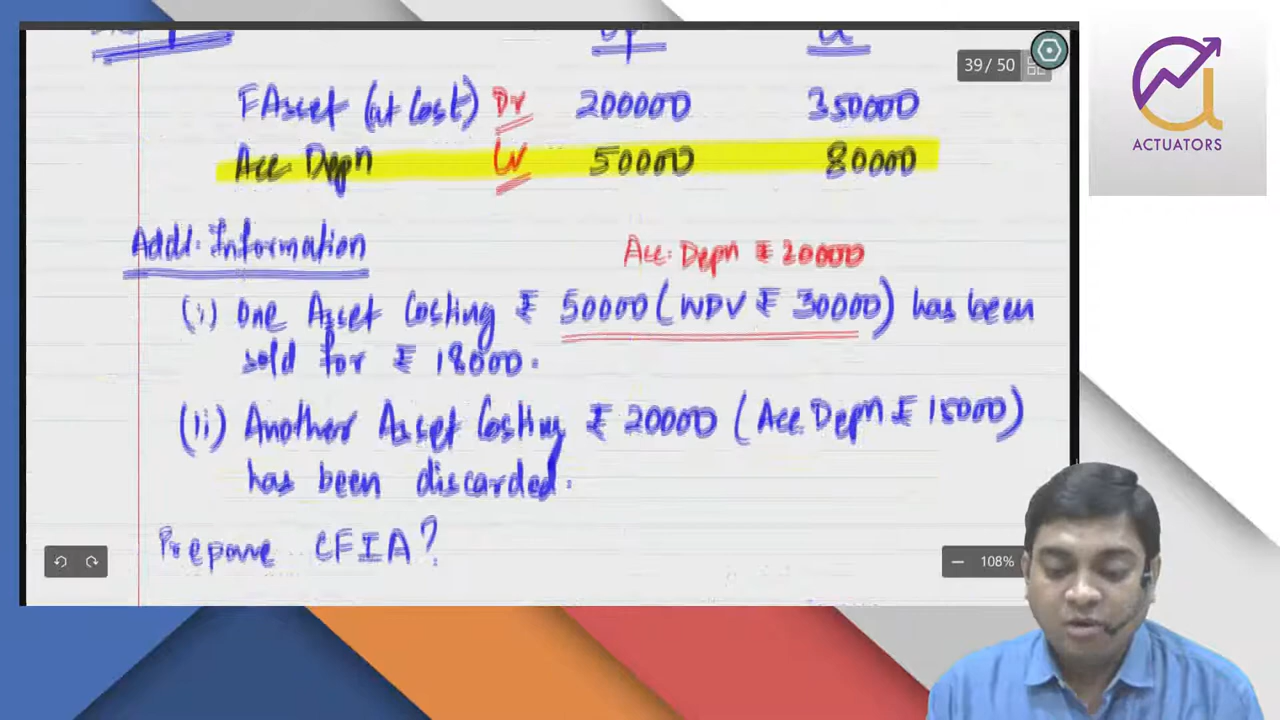 39 / 50
FAsset (at Cost) Dr 200000 350000
Acc Depn Cr 50000 80000
Addl. Information
Acc. Depn ₹ 20000
(i) One Asset Costing ₹ 50000 (WDV ₹ 30000) has been
sold for ₹ 18000.
(ii) Another Asset Costing ₹ 20000 (Acc Depn ₹ 15000)
has been discarded.
Prepare CFIA?
108%
ACTUATORS